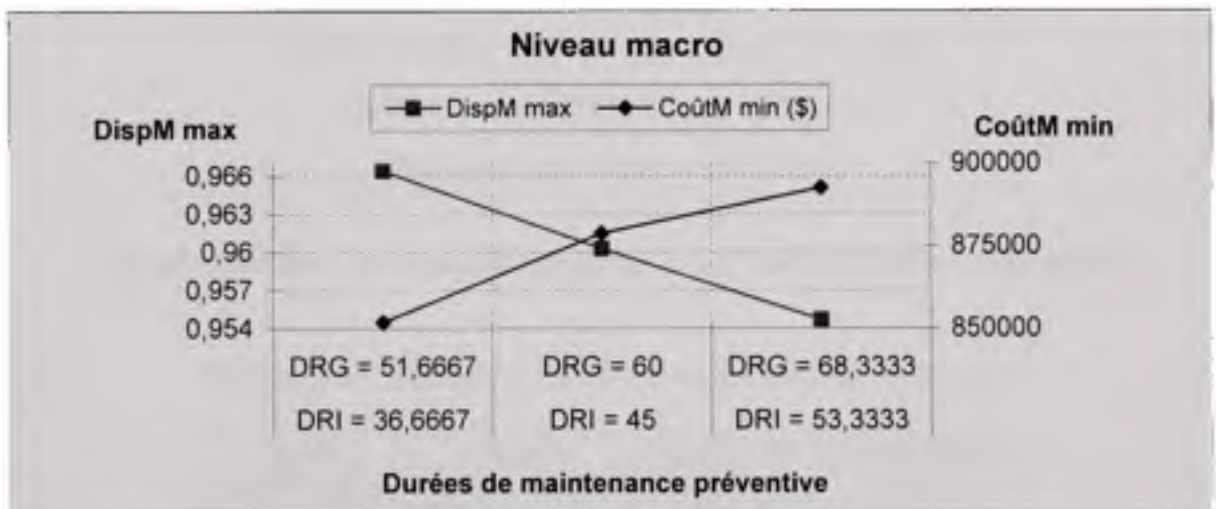 Niveau macro
DispM max CoûtM min ($)
DispM max
CoûtM min
0,966
0,963
0,96
0,957
0,954
900000
875000
850000
DRG = 51,6667 DRG = 60 DRG = 68,3333
DRI = 36,6667 DRI = 45 DRI = 53,3333
Durées de maintenance préventive